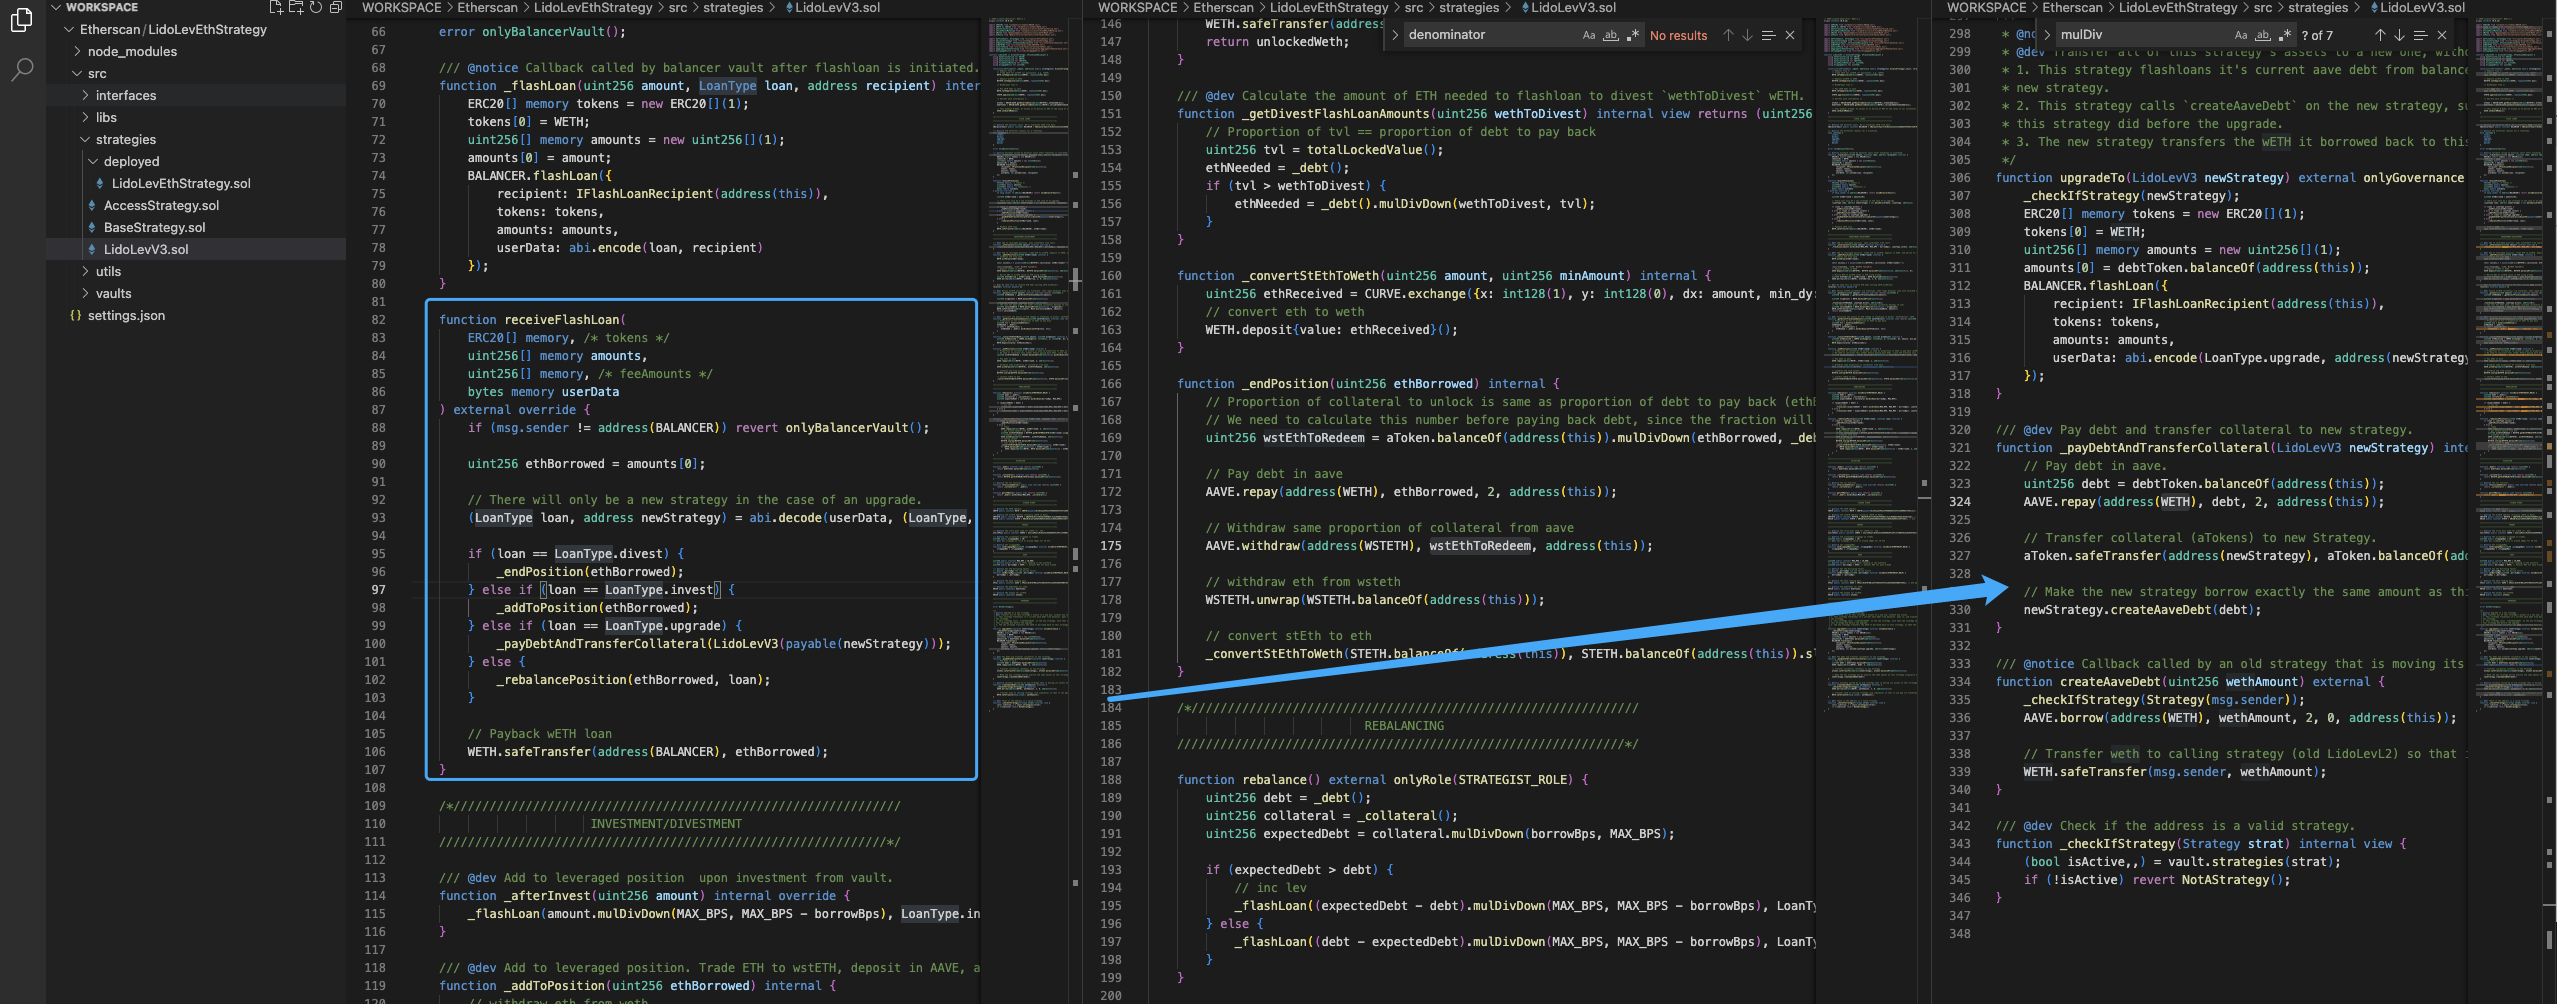 WORKSPACE
Etherscan / LidoLevEthStrategy
node_modules
src
interfaces
libs
strategies
deployed
LidoLevEthStrategy.sol
AccessStrategy.sol
BaseStrategy.sol
LidoLevV3.sol
utils
vaults
{} settings.json
WORKSPACE > Etherscan > LidoLevEthStrategy > src > strategies > LidoLevV3.sol
66 error onlyBalancerVault();
67
68 /// @notice Callback called by balancer vault after flashloan is initiated.
69 function _flashLoan(uint256 amount, LoanType loan, address recipient) inter
70 ERC20[] memory tokens = new ERC20[](1);
71 tokens[0] = WETH;
72 uint256[] memory amounts = new uint256[](1);
73 amounts[0] = amount;
74 BALANCER.flashLoan({
75 recipient: IFlashLoanRecipient(address(this)),
76 tokens: tokens,
77 amounts: amounts,
78 userData: abi.encode(loan, recipient)
79 });
80 }
81
82 function receiveFlashLoan(
83 ERC20[] memory, /* tokens */
84 uint256[] memory amounts,
85 uint256[] memory, /* feeAmounts */
86 bytes memory userData
87 ) external override {
88 if (msg.sender != address(BALANCER)) revert onlyBalancerVault();
89
90 uint256 ethBorrowed = amounts[0];
91
92 // There will only be a new strategy in the case of an upgrade.
93 (LoanType loan, address newStrategy) = abi.decode(userData, (LoanType,
94
95 if (loan == LoanType.divest) {
96 _endPosition(ethBorrowed);
97 } else if (loan == LoanType.invest) {
98 _addToPosition(ethBorrowed);
99 } else if (loan == LoanType.upgrade) {
100 _payDebtAndTransferCollateral(LidoLevV3(payable(newStrategy)));
101 } else {
102 _rebalancePosition(ethBorrowed, loan);
103 }
104
105 // Payback wETH loan
106 WETH.safeTransfer(address(BALANCER), ethBorrowed);
107 }
108
109 /*//////////////////////////////////////////////////////////////
110 INVESTMENT/DIVESTMENT
111 //////////////////////////////////////////////////////////////*/
112
113 /// @dev Add to leveraged position  upon investment from vault.
114 function _afterInvest(uint256 amount) internal override {
115 _flashLoan(amount.mulDivDown(MAX_BPS, MAX_BPS - borrowBps), LoanType.in
116 }
117
118 /// @dev Add to leveraged position. Trade ETH to wstETH, deposit in AAVE, a
119 function _addToPosition(uint256 ethBorrowed) internal {
120 // withdraw eth from weth
WORKSPACE > Etherscan > LidoLevEthStrategy > src > strategies > LidoLevV3.sol
denominator Aa ab .* No results
146 WETH.safeTransfer(address
147 return unlockedWeth;
148 }
149
150 /// @dev Calculate the amount of ETH needed to flashloan to divest `wethToDivest` wETH.
151 function _getDivestFlashLoanAmounts(uint256 wethToDivest) internal view returns (uint256
152 // Proportion of tvl == proportion of debt to pay back
153 uint256 tvl = totalLockedValue();
154 ethNeeded = _debt();
155 if (tvl > wethToDivest) {
156 ethNeeded = _debt().mulDivDown(wethToDivest, tvl);
157 }
158 }
159
160 function _convertStEthToWeth(uint256 amount, uint256 minAmount) internal {
161 uint256 ethReceived = CURVE.exchange({x: int128(1), y: int128(0), dx: amount, min_dy:
162 // convert eth to weth
163 WETH.deposit{value: ethReceived}();
164 }
165
166 function _endPosition(uint256 ethBorrowed) internal {
167 // Proportion of collateral to unlock is same as proportion of debt to pay back (eth
168 // We need to calculate this number before paying back debt, since the fraction will
169 uint256 wstEthToRedeem = aToken.balanceOf(address(this)).mulDivDown(ethBorrowed, _deb
170
171 // Pay debt in aave
172 AAVE.repay(address(WETH), ethBorrowed, 2, address(this));
173
174 // Withdraw same proportion of collateral from aave
175 AAVE.withdraw(address(WSTETH), wstEthToRedeem, address(this));
176
177 // withdraw eth from wsteth
178 WSTETH.unwrap(WSTETH.balanceOf(address(this)));
179
180 // convert stEth to eth
181 _convertStEthToWeth(STETH.balanceOf(address(this)), STETH.balanceOf(address(this)).sl
182 }
183
184 /*//////////////////////////////////////////////////////////////
185 REBALANCING
186 //////////////////////////////////////////////////////////////*/
187
188 function rebalance() external onlyRole(STRATEGIST_ROLE) {
189 uint256 debt = _debt();
190 uint256 collateral = _collateral();
191 uint256 expectedDebt = collateral.mulDivDown(borrowBps, MAX_BPS);
192
193 if (expectedDebt > debt) {
194 // inc lev
195 _flashLoan((expectedDebt - debt).mulDivDown(MAX_BPS, MAX_BPS - borrowBps), LoanTy
196 } else {
197 _flashLoan((debt - expectedDebt).mulDivDown(MAX_BPS, MAX_BPS - borrowBps), LoanTy
198 }
199 }
200
WORKSPACE > Etherscan > LidoLevEthStrategy > src > strategies > LidoLevV3.sol
mulDiv Aa ab .* ? of 7
298
299 * @dev Transfer all of this strategy's assets to a new one, witho
300 * 1. This strategy flashloans it's current aave debt from balance
301 * new strategy.
302 * 2. This strategy calls `createAaveDebt` on the new strategy, su
303 * this strategy did before the upgrade.
304 * 3. The new strategy transfers the wETH it borrowed back to this
305 */
306 function upgradeTo(LidoLevV3 newStrategy) external onlyGovernance
307 _checkIfStrategy(newStrategy);
308 ERC20[] memory tokens = new ERC20[](1);
309 tokens[0] = WETH;
310 uint256[] memory amounts = new uint256[](1);
311 amounts[0] = debtToken.balanceOf(address(this));
312 BALANCER.flashLoan({
313 recipient: IFlashLoanRecipient(address(this)),
314 tokens: tokens,
315 amounts: amounts,
316 userData: abi.encode(LoanType.upgrade, address(newStrategy
317 });
318 }
319
320 /// @dev Pay debt and transfer collateral to new strategy.
321 function _payDebtAndTransferCollateral(LidoLevV3 newStrategy) inte
322 // Pay debt in aave.
323 uint256 debt = debtToken.balanceOf(address(this));
324 AAVE.repay(address(WETH), debt, 2, address(this));
325
326 // Transfer collateral (aTokens) to new Strategy.
327 aToken.safeTransfer(address(newStrategy), aToken.balanceOf(add
328
// Make the new strategy borrow exactly the same amount as thi
330 newStrategy.createAaveDebt(debt);
331 }
332
333 /// @notice Callback called by an old strategy that is moving its
334 function createAaveDebt(uint256 wethAmount) external {
335 _checkIfStrategy(Strategy(msg.sender));
336 AAVE.borrow(address(WETH), wethAmount, 2, 0, address(this));
337
338 // Transfer weth to calling strategy (old LidoLevL2) so that i
339 WETH.safeTransfer(msg.sender, wethAmount);
340 }
341
342 /// @dev Check if the address is a valid strategy.
343 function _checkIfStrategy(Strategy strat) internal view {
344 (bool isActive,,) = vault.strategies(strat);
345 if (!isActive) revert NotAStrategy();
346 }
347
348